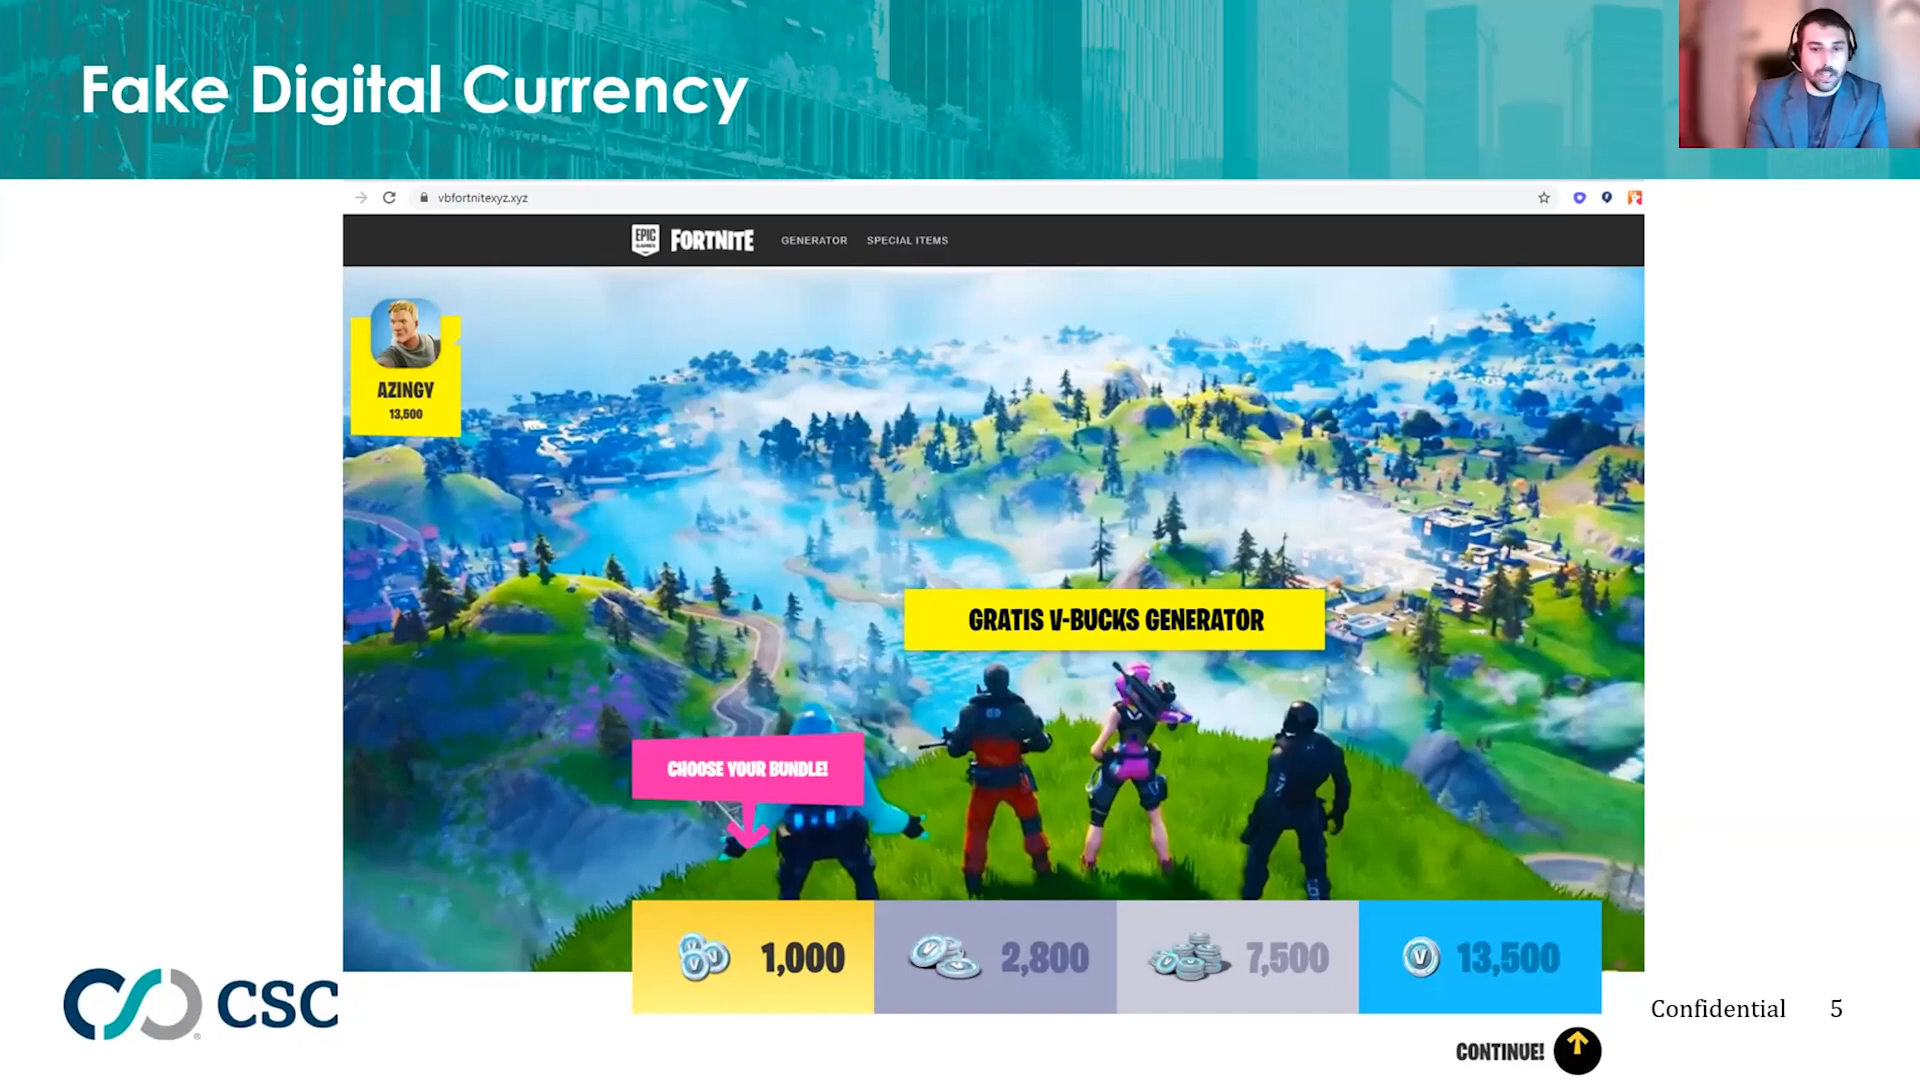 Fake Digital Currency
vbfortnitexyz.xyz
EPIC
GAMES
FORTNITE
GENERATOR
SPECIAL ITEMS
AZINGY
13,500
GRATIS V-BUCKS GENERATOR
CHOOSE YOUR BUNDLE!
1,000
2,800
7,500
13,500
CSC
Confidential
5
CONTINUE!